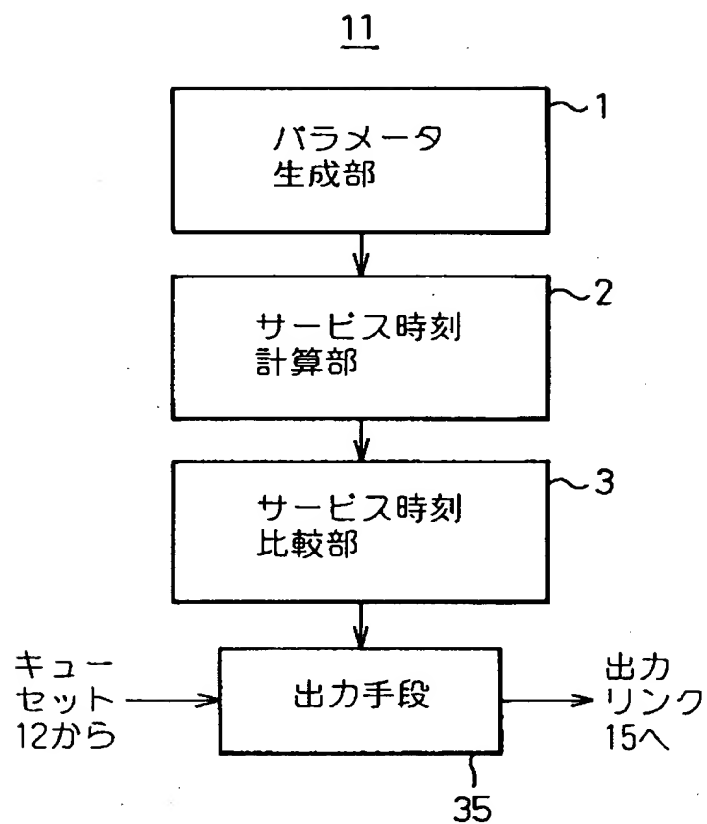 11
パラメータ
生成部
1
サービス時刻
計算部
2
サービス時刻
比較部
3
キュー
セット
12から
出力手段
出力
リンク
15へ
35